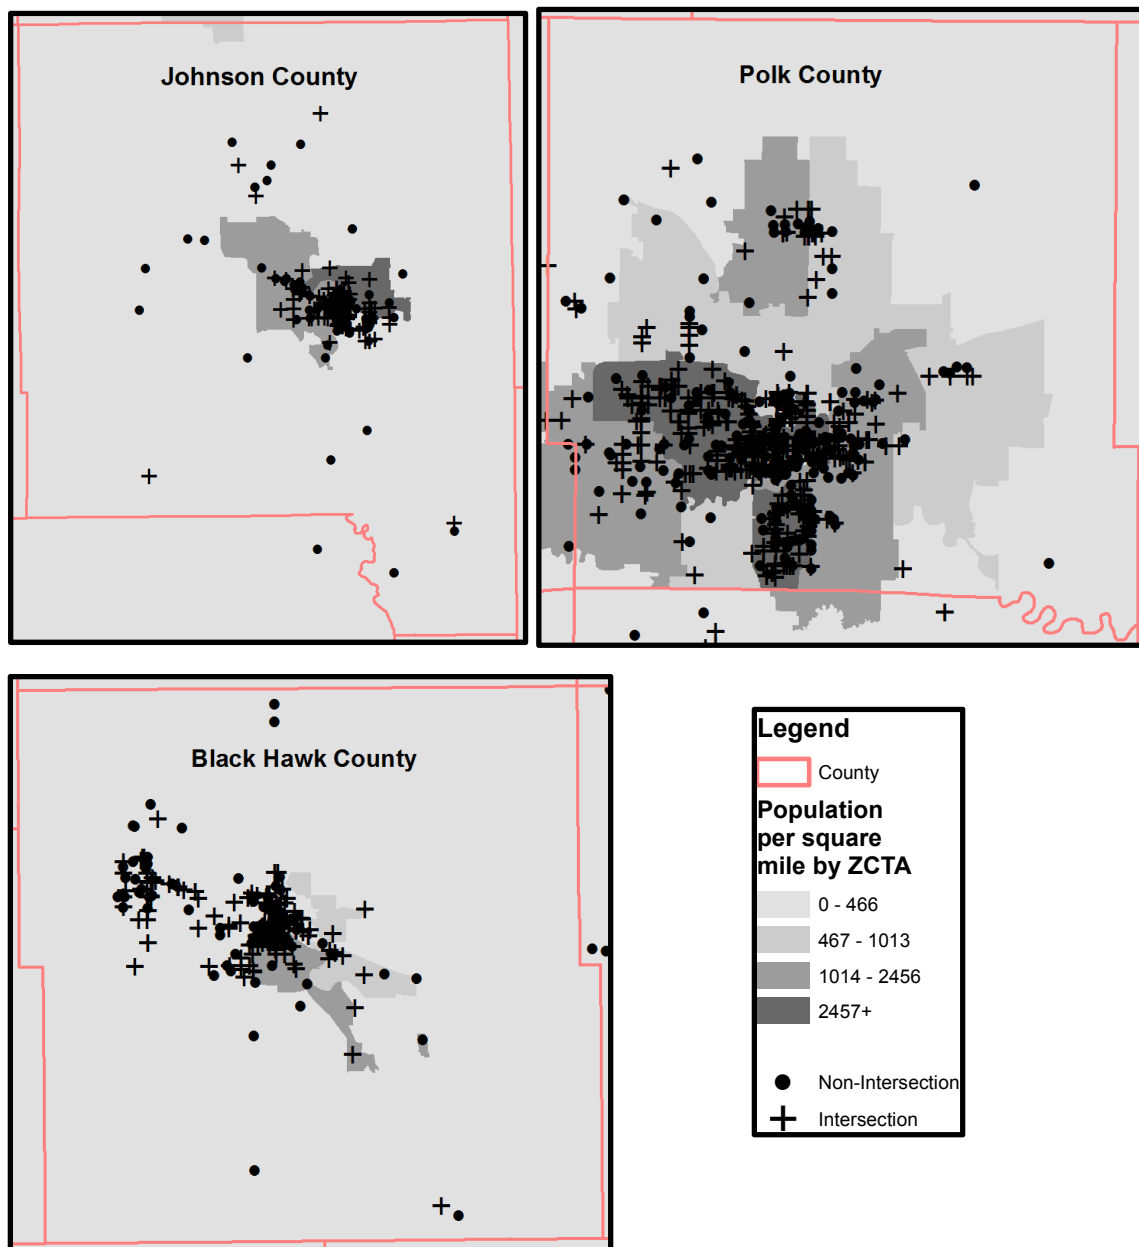 Johnson County
Polk County
Black Hawk County
Legend
County
Population
per square
mile by ZCTA
0 - 466
467 - 1013
1014 - 2456
2457+
Non-Intersection
Intersection